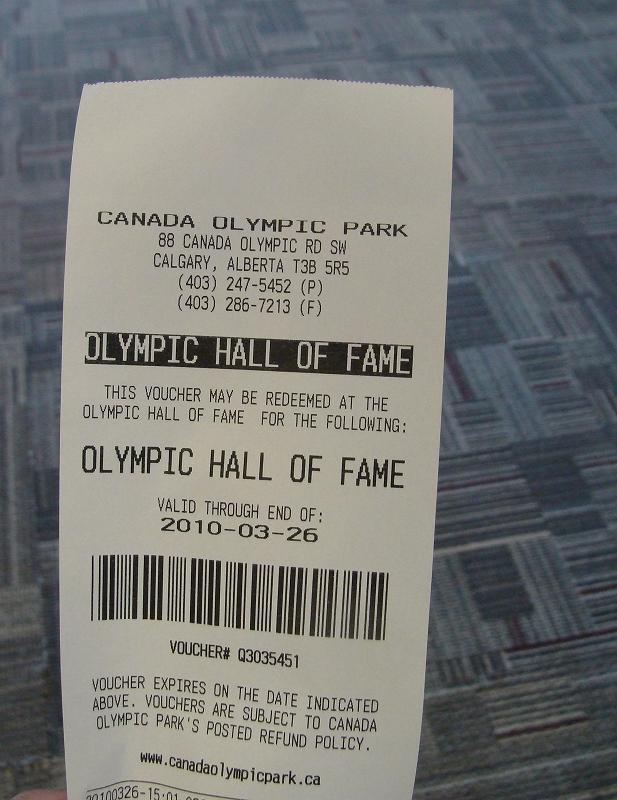 CANADA OLYMPIC PARK
88 CANADA OLYMPIC RD SW
CALGARY, ALBERTA T3B 5R5
(403) 247-5452 (P)
(403) 286-7213 (F)
OLYMPIC HALL OF FAME
THIS VOUCHER MAY BE REDEEMED AT THE
OLYMPIC HALL OF FAME FOR THE FOLLOWING:
OLYMPIC HALL OF FAME
VALID THROUGH END OF:
2010-03-26
VOUCHER# Q3035451
VOUCHER EXPIRES ON THE DATE INDICATED
ABOVE. VOUCHERS ARE SUBJECT TO CANADA
OLYMPIC PARK'S POSTED REFUND POLICY.
www.canadaolympicpark.ca
20100326-15:01